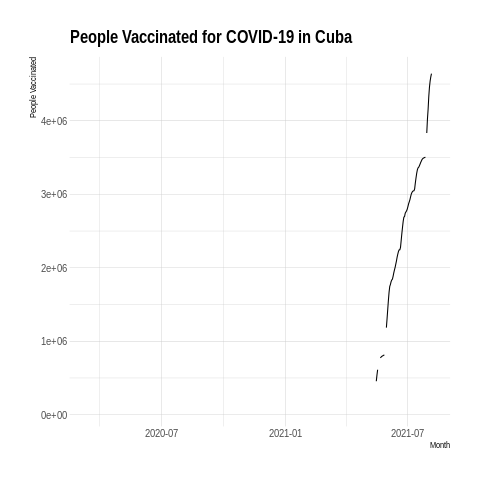 People Vaccinated for COVID-19 in Cuba
People Vaccinated
4e+06
3e+06
2e+06
1e+06
0e+00
2020-07
2021-01
2021-07
Month